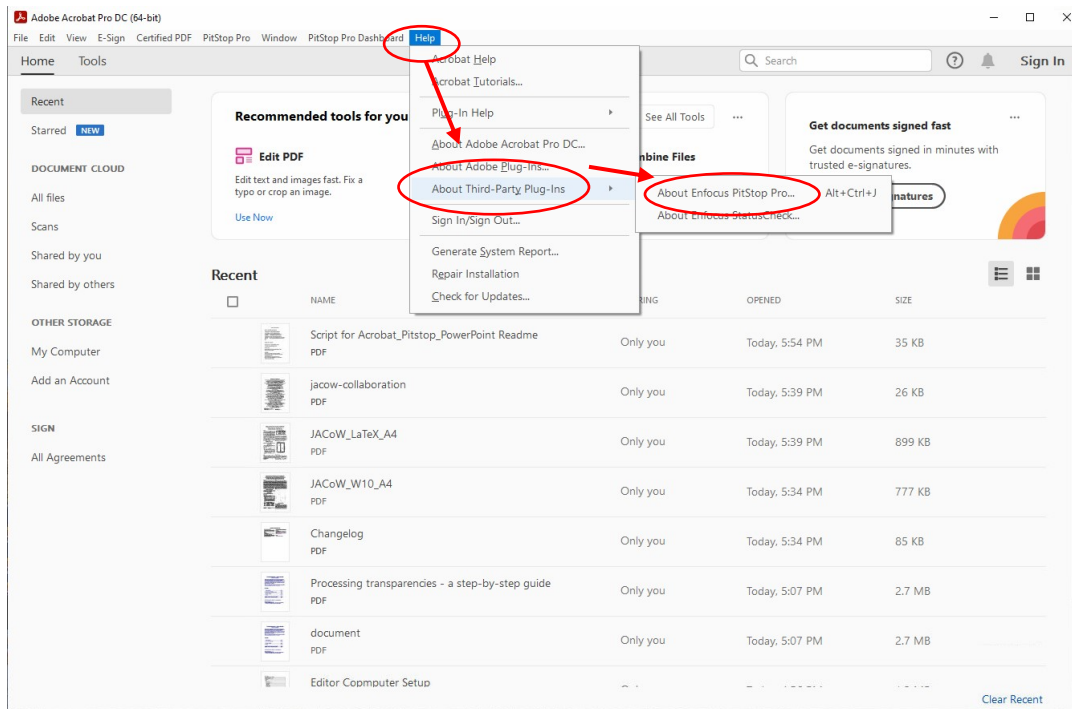 Adobe Acrobat Pro DC (64-bit)
File Edit View E-Sign Certified PDF PitStop Pro Window PitStop Pro Dashboard Help
Home Tools
Search
Sign In
Acrobat Help
Acrobat Tutorials...
Plug-In Help
About Adobe Acrobat Pro DC...
About Adobe Plug-Ins...
About Third-Party Plug-Ins
Sign In/Sign Out...
Generate System Report...
Repair Installation
Check for Updates...
About Enfocus PitStop Pro... Alt+Ctrl+J
About Enfocus StatusCheck...
Recent
Starred NEW
DOCUMENT CLOUD
All files
Scans
Shared by you
Shared by others
OTHER STORAGE
My Computer
Add an Account
SIGN
All Agreements
Recommended tools for you
See All Tools
Edit PDF
Edit text and images fast. Fix a
typo or crop an image.
Use Now
mbine Files
Get documents signed fast
Get documents signed in minutes with
trusted e-signatures.
natures
Recent
NAME RING OPENED SIZE
Script for Acrobat_Pitstop_PowerPoint Readme
PDF
Only you Today, 5:54 PM 35 KB
jacow-collaboration
PDF
Only you Today, 5:39 PM 26 KB
JACoW_LaTeX_A4
PDF
Only you Today, 5:39 PM 899 KB
JACoW_W10_A4
PDF
Only you Today, 5:34 PM 777 KB
Changelog
PDF
Only you Today, 5:34 PM 85 KB
Processing transparencies - a step-by-step guide
PDF
Only you Today, 5:07 PM 2.7 MB
document
PDF
Only you Today, 5:07 PM 2.7 MB
Editor Copmputer Setup
Clear Recent